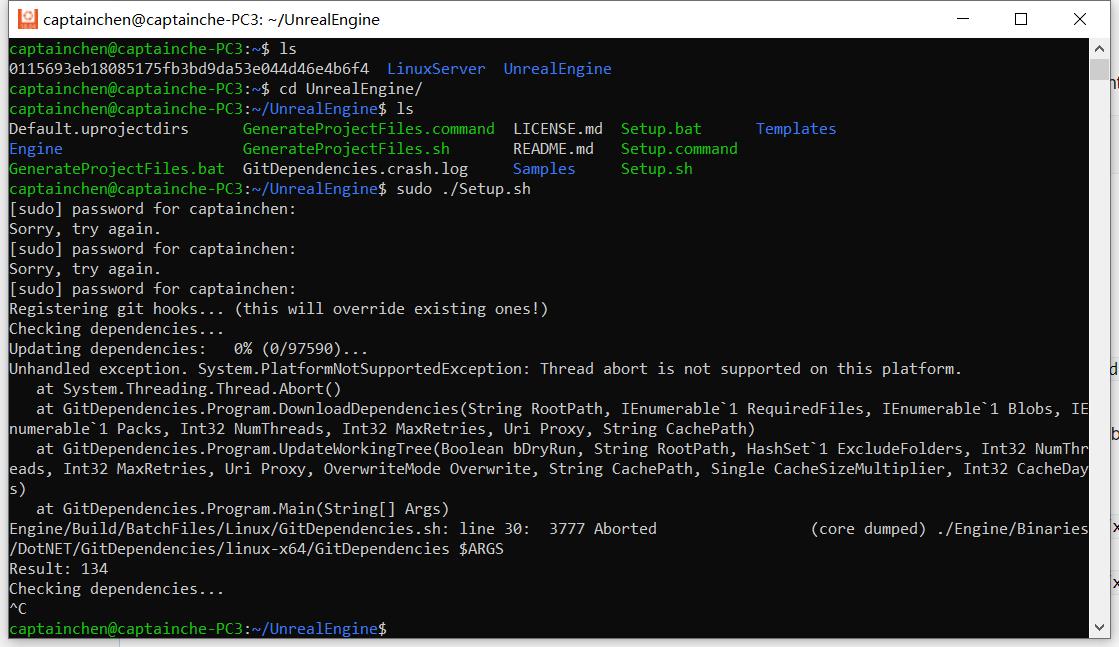 captainchen@captainche-PC3: ~/UnrealEngine
captainchen@captainche-PC3:~$ ls
0115693eb18085175fb3bd9da53e044d46e4b6f4  LinuxServer  UnrealEngine
captainchen@captainche-PC3:~$ cd UnrealEngine/
captainchen@captainche-PC3:~/UnrealEngine$ ls
Default.uprojectdirs      GenerateProjectFiles.command  LICENSE.md  Setup.bat      Templates
Engine                    GenerateProjectFiles.sh       README.md   Setup.command
GenerateProjectFiles.bat  GitDependencies.crash.log     Samples     Setup.sh
captainchen@captainche-PC3:~/UnrealEngine$ sudo ./Setup.sh
[sudo] password for captainchen:
Sorry, try again.
[sudo] password for captainchen:
Sorry, try again.
[sudo] password for captainchen:
Registering git hooks... (this will override existing ones!)
Checking dependencies...
Updating dependencies:   0% (0/97590)...
Unhandled exception. System.PlatformNotSupportedException: Thread abort is not supported on this platform.
   at System.Threading.Thread.Abort()
   at GitDependencies.Program.DownloadDependencies(String RootPath, IEnumerable`1 RequiredFiles, IEnumerable`1 Blobs, IE
numerable`1 Packs, Int32 NumThreads, Int32 MaxRetries, Uri Proxy, String CachePath)
   at GitDependencies.Program.UpdateWorkingTree(Boolean bDryRun, String RootPath, HashSet`1 ExcludeFolders, Int32 NumThr
eads, Int32 MaxRetries, Uri Proxy, OverwriteMode Overwrite, String CachePath, Single CacheSizeMultiplier, Int32 CacheDay
s)
   at GitDependencies.Program.Main(String[] Args)
Engine/Build/BatchFiles/Linux/GitDependencies.sh: line 30:  3777 Aborted                 (core dumped) ./Engine/Binaries
/DotNET/GitDependencies/linux-x64/GitDependencies $ARGS
Result: 134
Checking dependencies...
^C
captainchen@captainche-PC3:~/UnrealEngine$